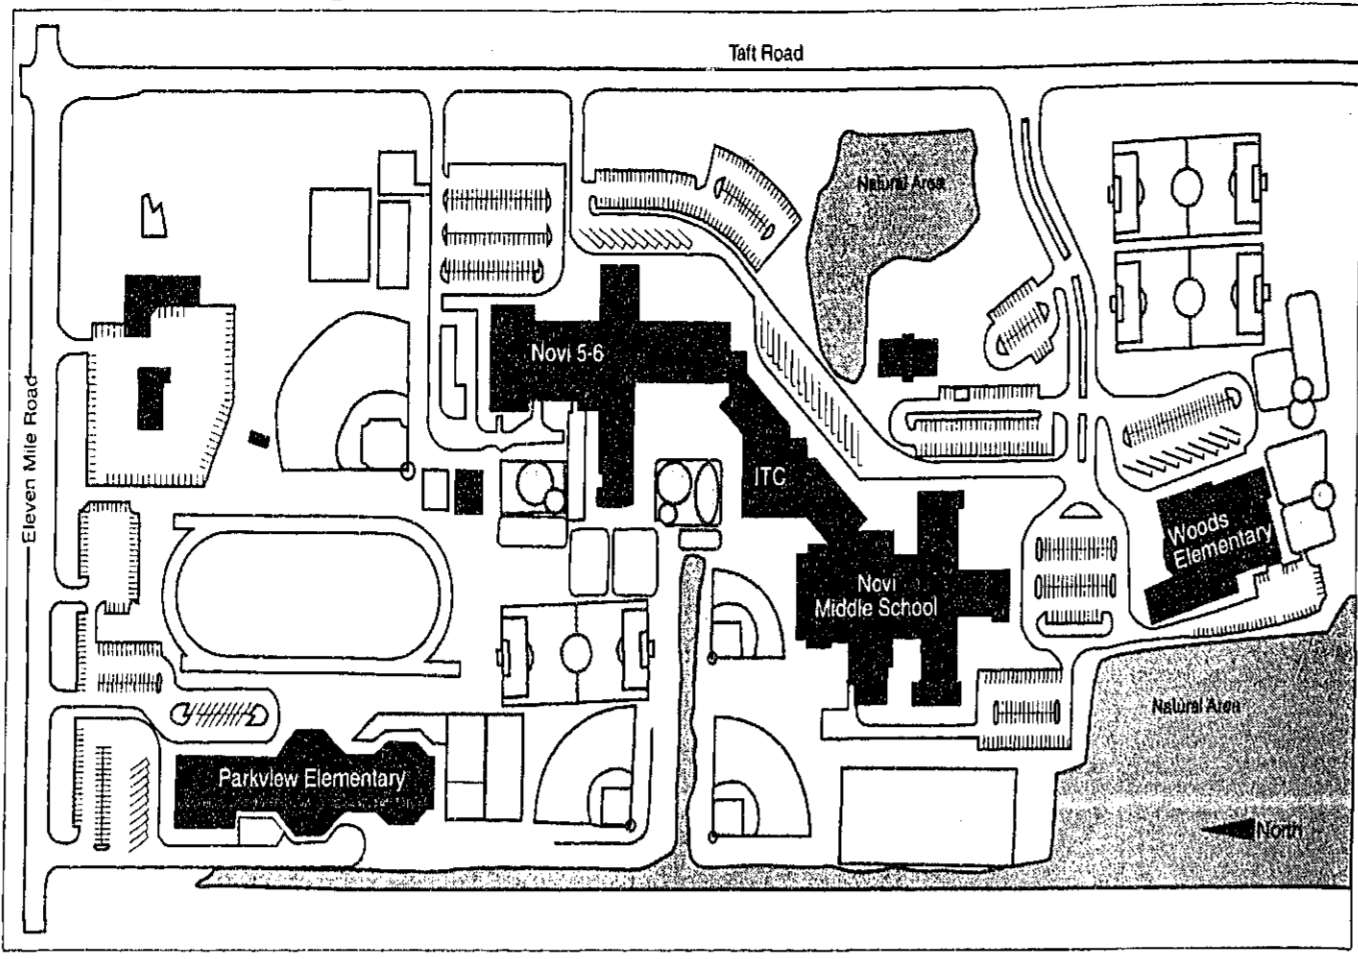 Taft Road
Natural Area
Eleven Mile Road
Novi 5-6
ITC
Woods
Elementary
Novi
Middle School
Natural Area
Parkview Elementary
North